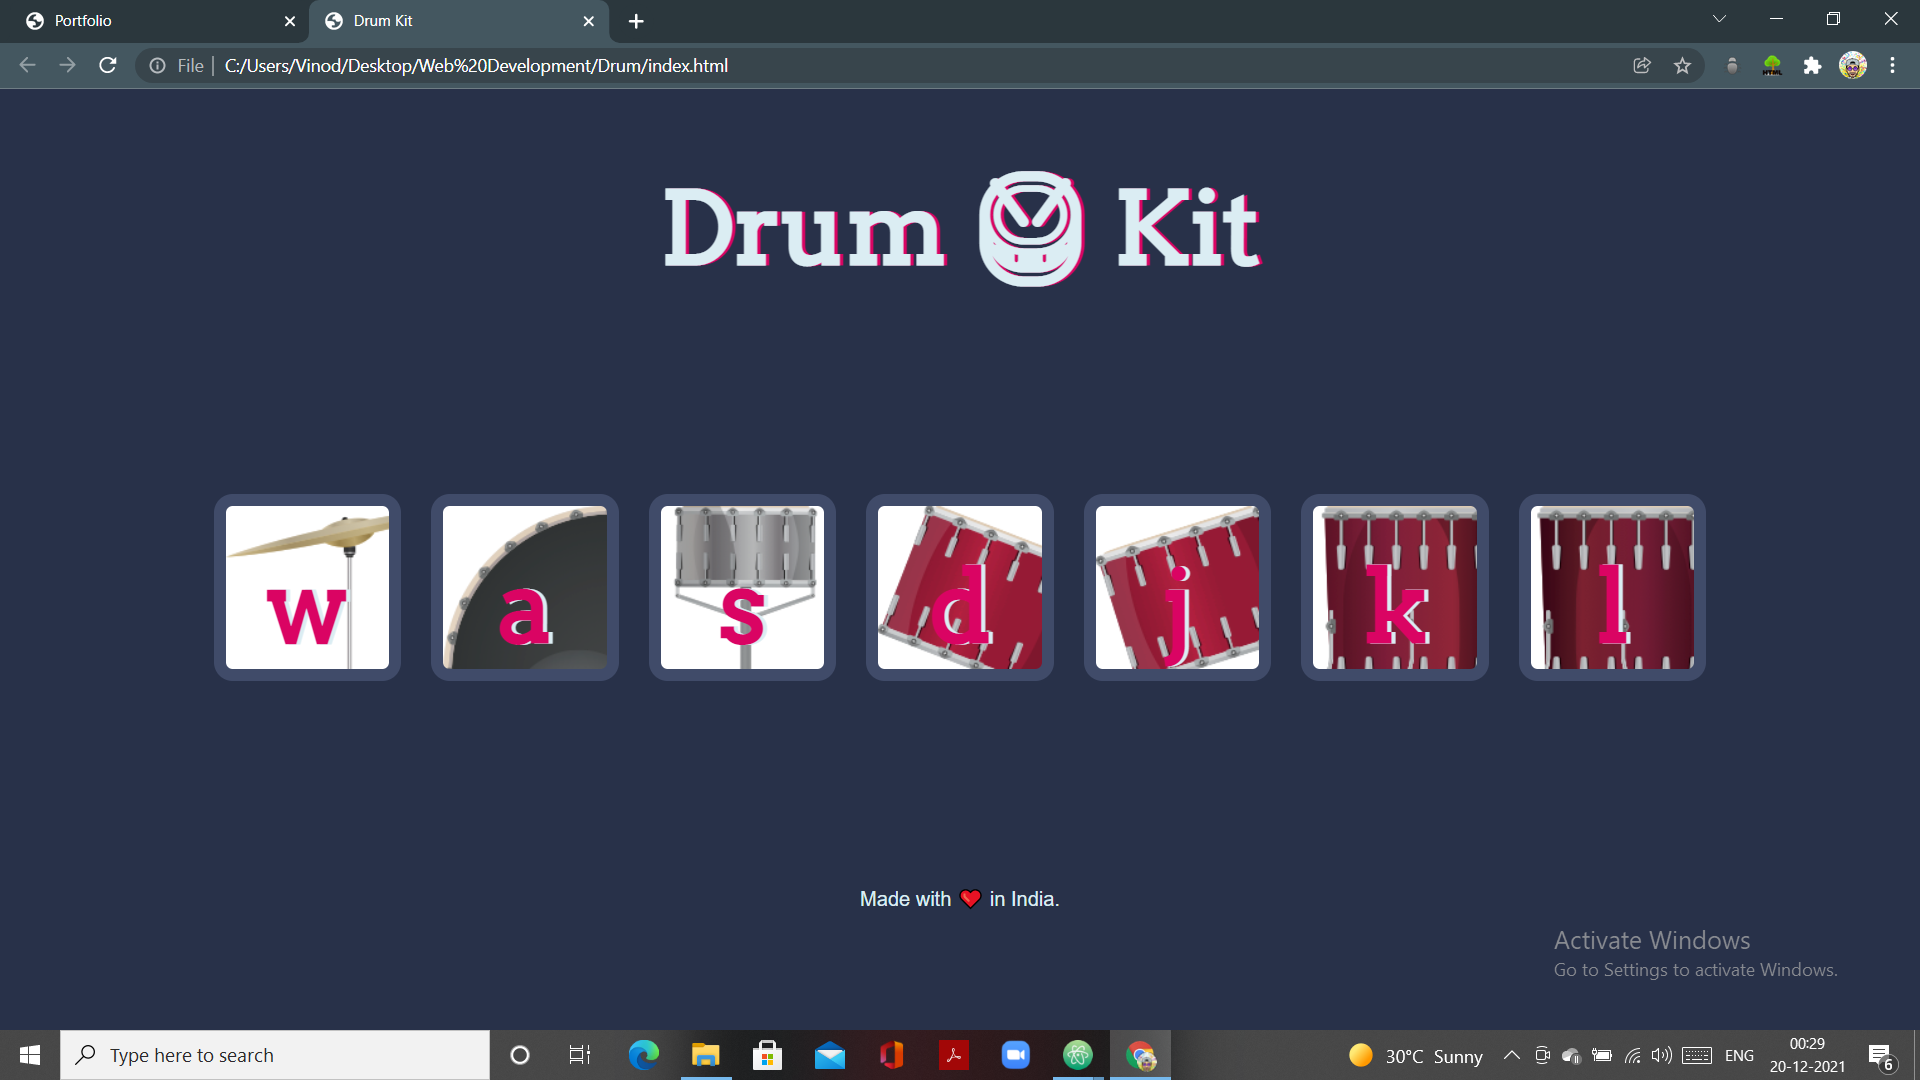 Portfolio
Drum Kit
File
C:/Users/Vinod/Desktop/Web%20Development/Drum/index.html
HTML
Drum Kit
w a s d j k l
Made with ❤️ in India.
Activate Windows
Go to Settings to activate Windows.
Type here to search
30°C Sunny
ENG
00:29
20-12-2021
6